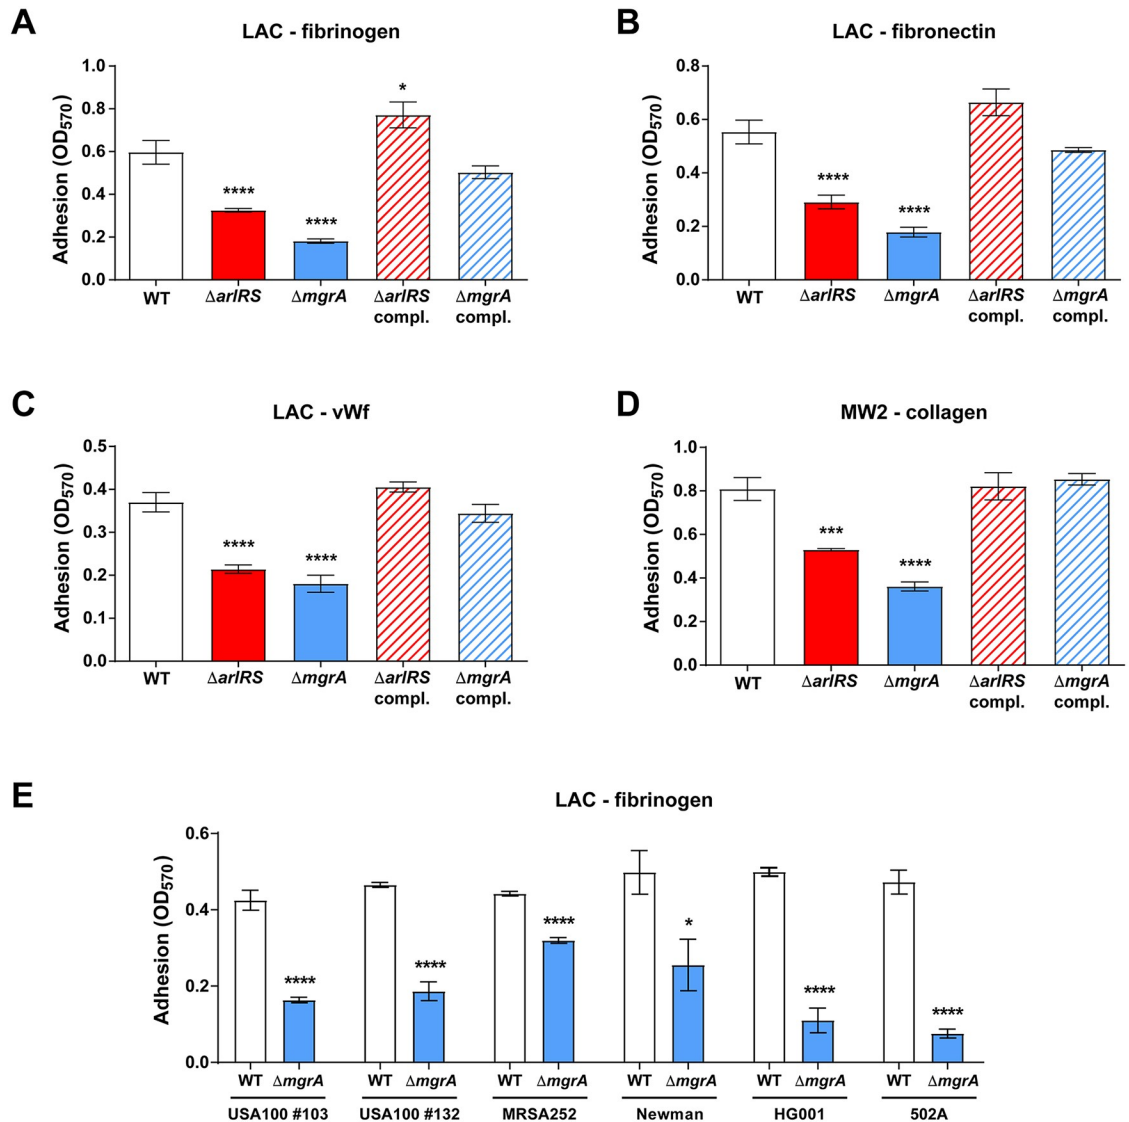 A
LAC - fibrinogen
Adhesion (OD570)
1.0
0.8
0.6
0.4
0.2
0.0
****
****
*
WT
ΔarlRS
ΔmgrA
ΔarlRS compl.
ΔmgrA compl.
B
LAC - fibronectin
Adhesion (OD570)
0.8
0.6
0.4
0.2
0.0
****
****
WT
ΔarlRS
ΔmgrA
ΔarlRS compl.
ΔmgrA compl.
C
LAC - vWf
Adhesion (OD570)
0.5
0.4
0.3
0.2
0.1
0.0
****
****
WT
ΔarlRS
ΔmgrA
ΔarlRS compl.
ΔmgrA compl.
D
MW2 - collagen
Adhesion (OD570)
1.0
0.8
0.6
0.4
0.2
0.0
***
****
WT
ΔarlRS
ΔmgrA
ΔarlRS compl.
ΔmgrA compl.
E
LAC - fibrinogen
Adhesion (OD570)
0.6
0.4
0.2
0.0
****
****
****
*
****
****
WT ΔmgrA WT ΔmgrA WT ΔmgrA WT ΔmgrA WT ΔmgrA WT ΔmgrA
USA100 #103 USA100 #132 MRSA252 Newman HG001 502A